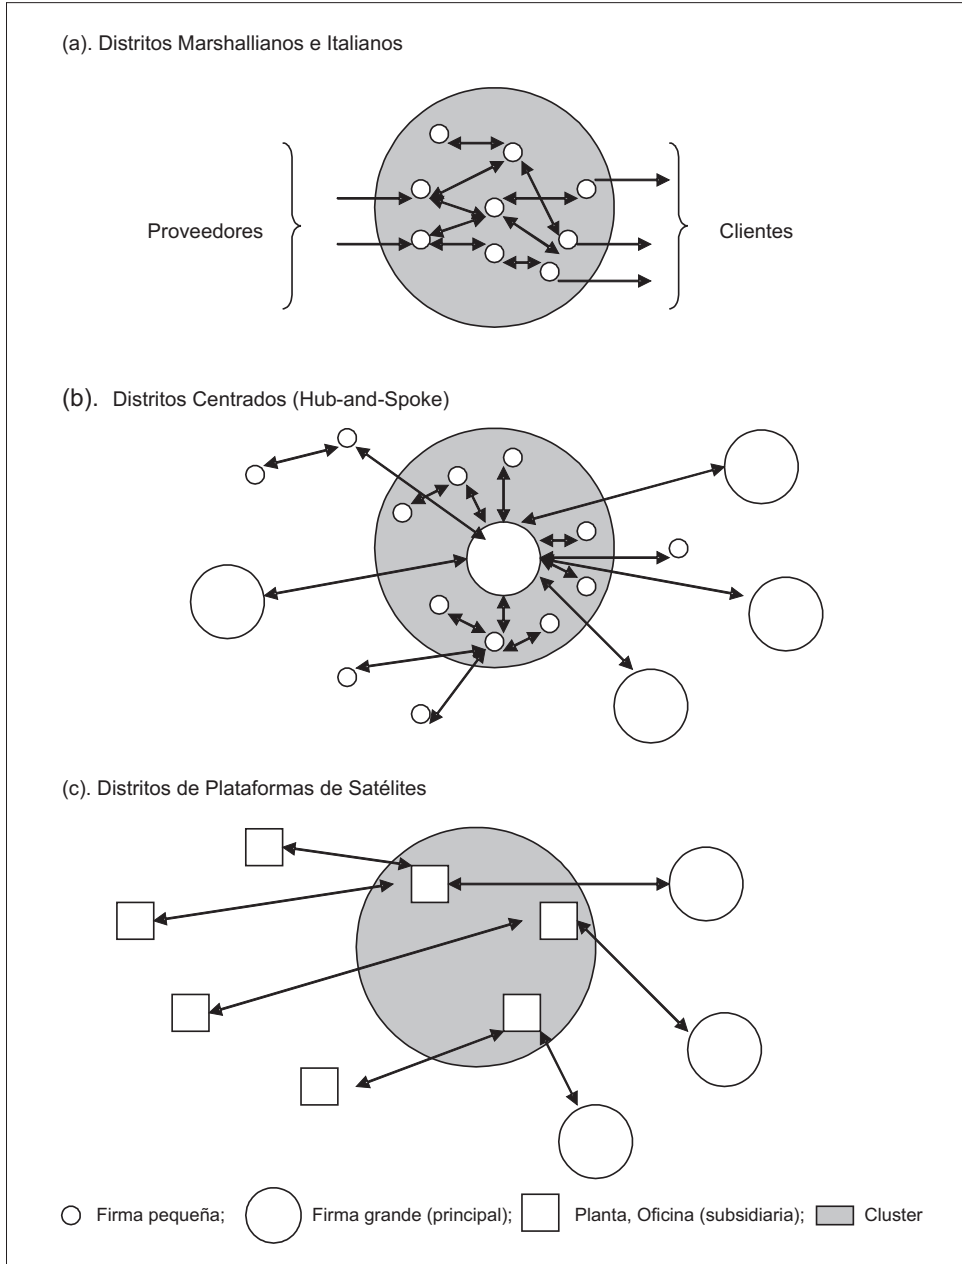 (a). Distritos Marshallianos e Italianos
Proveedores
Clientes
(b). Distritos Centrados (Hub-and-Spoke)
(c). Distritos de Plataformas de Satélites
Firma pequeña; Firma grande (principal); Planta, Oficina (subsidiaria); Cluster